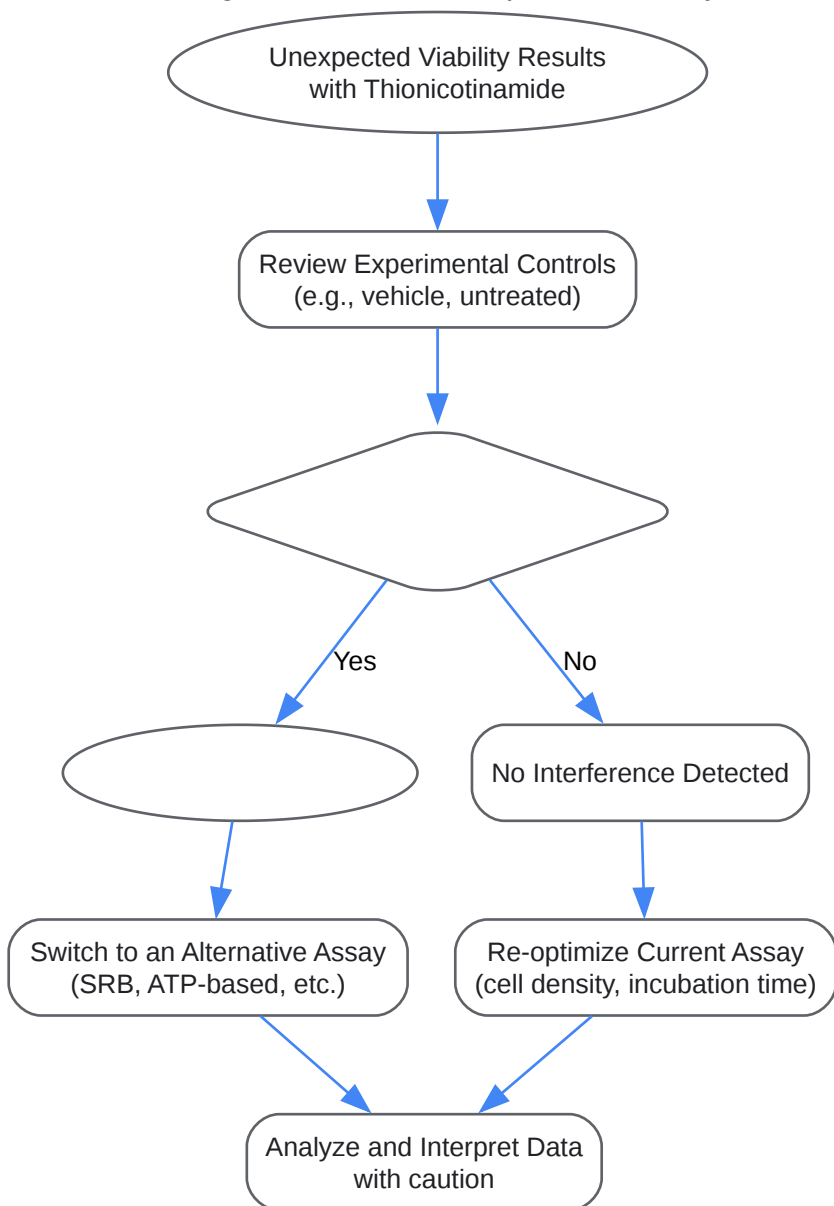 Unexpected Viability Results
with Thionicotinamide
Review Experimental Controls
(e.g., vehicle, untreated)
Yes
No
No Interference Detected
Switch to an Alternative Assay
(SRB, ATP-based, etc.)
Re-optimize Current Assay
(cell density, incubation time)
Analyze and Interpret Data
with caution